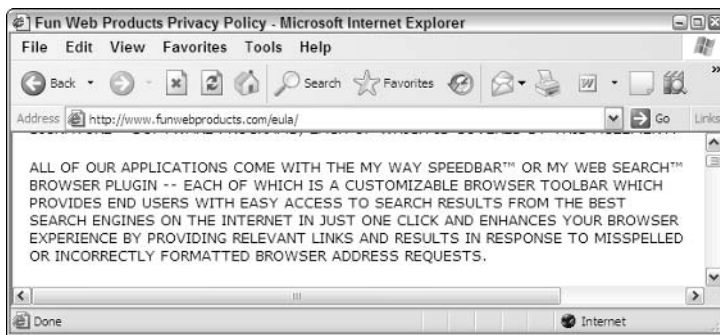 Fun Web Products Privacy Policy - Microsoft Internet Explorer
File Edit View Favorites Tools Help
Back Search Favorites
Address http://www.funwebproducts.com/eula/ Go Links
ALL OF OUR APPLICATIONS COME WITH THE MY WAY SPEEDBAR™ OR MY WEB SEARCH™
BROWSER PLUGIN -- EACH OF WHICH IS A CUSTOMIZABLE BROWSER TOOLBAR WHICH
PROVIDES END USERS WITH EASY ACCESS TO SEARCH RESULTS FROM THE BEST
SEARCH ENGINES ON THE INTERNET IN JUST ONE CLICK AND ENHANCES YOUR BROWSER
EXPERIENCE BY PROVIDING RELEVANT LINKS AND RESULTS IN RESPONSE TO MISSPELLED
OR INCORRECTLY FORMATTED BROWSER ADDRESS REQUESTS.
Done Internet